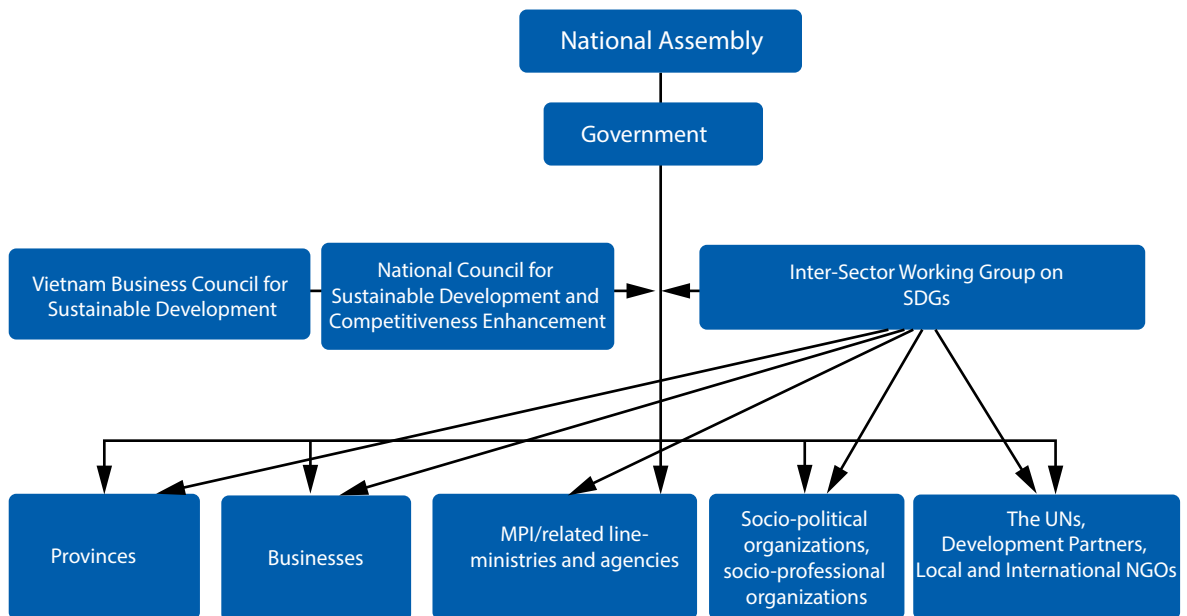 National Assembly
Government
Vietnam Business Council for
Sustainable Development
National Council for
Sustainable Development and
Competitiveness Enhancement
Inter-Sector Working Group on
SDGs
Provinces
Businesses
MPI/related line-
ministries and agencies
Socio-political
organizations,
socio-professional
organizations
The UNs,
Development Partners,
Local and International NGOs